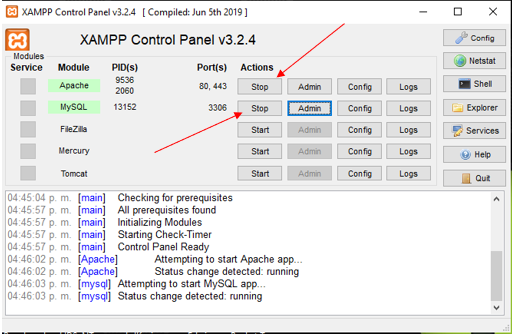 XAMPP Control Panel v3.2.4 [ Compiled: Jun 5th 2019 ]
XAMPP Control Panel v3.2.4
Config
Modules
Service Module PID(s) Port(s) Actions
Netstat
Apache 9536 2060 80, 443 Stop Admin Config Logs
Shell
MySQL 13152 3306 Stop Admin Config Logs
Explorer
FileZilla Start Admin Config Logs
Services
Mercury Start Admin Config Logs
Help
Tomcat Start Admin Config Logs
Quit
04:45:04 p. m. [main] Checking for prerequisites
04:45:57 p. m. [main] All prerequisites found
04:45:57 p. m. [main] Initializing Modules
04:45:57 p. m. [main] Starting Check-Timer
04:45:57 p. m. [main] Control Panel Ready
04:46:02 p. m. [Apache] Attempting to start Apache app...
04:46:02 p. m. [Apache] Status change detected: running
04:46:03 p. m. [mysql] Attempting to start MySQL app...
04:46:03 p. m. [mysql] Status change detected: running